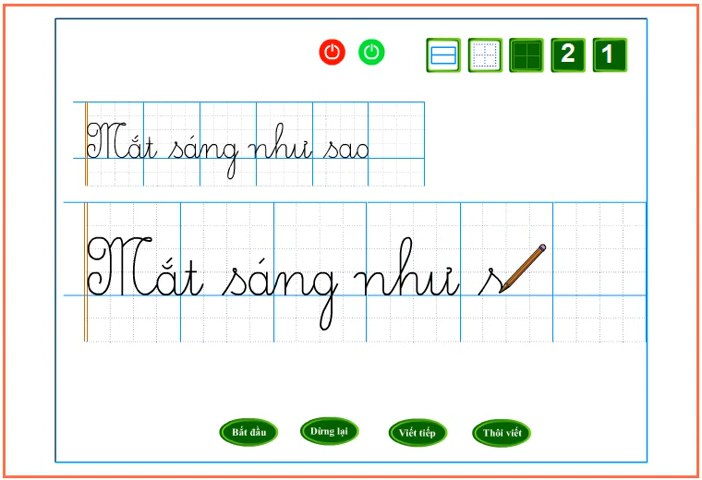 2 1
Mắt sáng như sao
Mắt sáng như s
Bắt đầu Dừng lại Viết tiếp Thôi viết